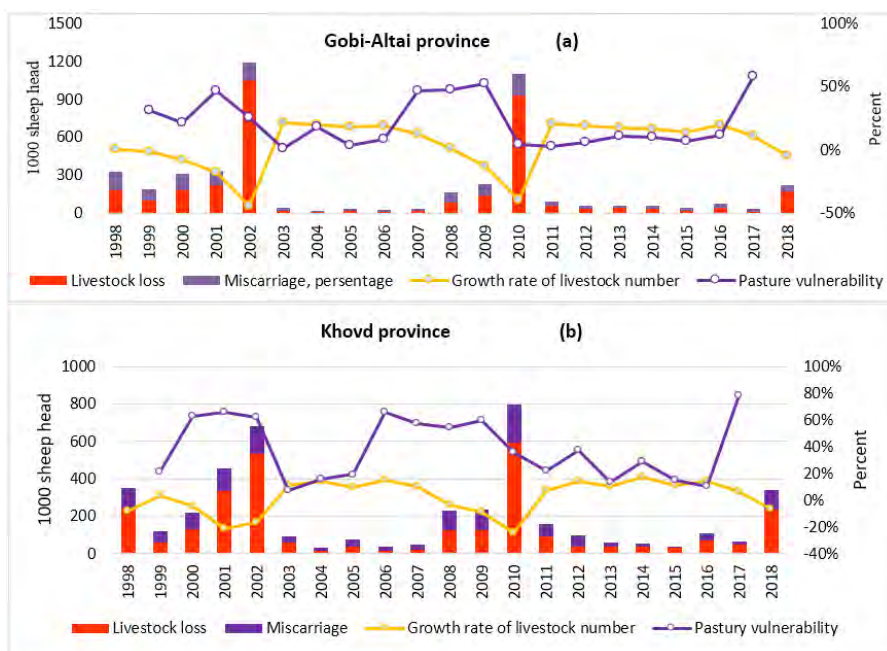 Gobi-Altai province (a)
1000 sheep head
Percent
1500
1200
900
600
300
0
100%
50%
0%
-50%
1998 1999 2000 2001 2002 2003 2004 2005 2006 2007 2008 2009 2010 2011 2012 2013 2014 2015 2016 2017 2018
Livestock loss Miscarriage, persentage Growth rate of livestock number Pasture vulnerability
Khovd province (b)
1000 sheep head
Percent
1000
800
600
400
200
0
100%
80%
60%
40%
20%
0%
-20%
-40%
1998 1999 2000 2001 2002 2003 2004 2005 2006 2007 2008 2009 2010 2011 2012 2013 2014 2015 2016 2017 2018
Livestock loss Miscarriage Growth rate of livestock number Pastury vulnerability